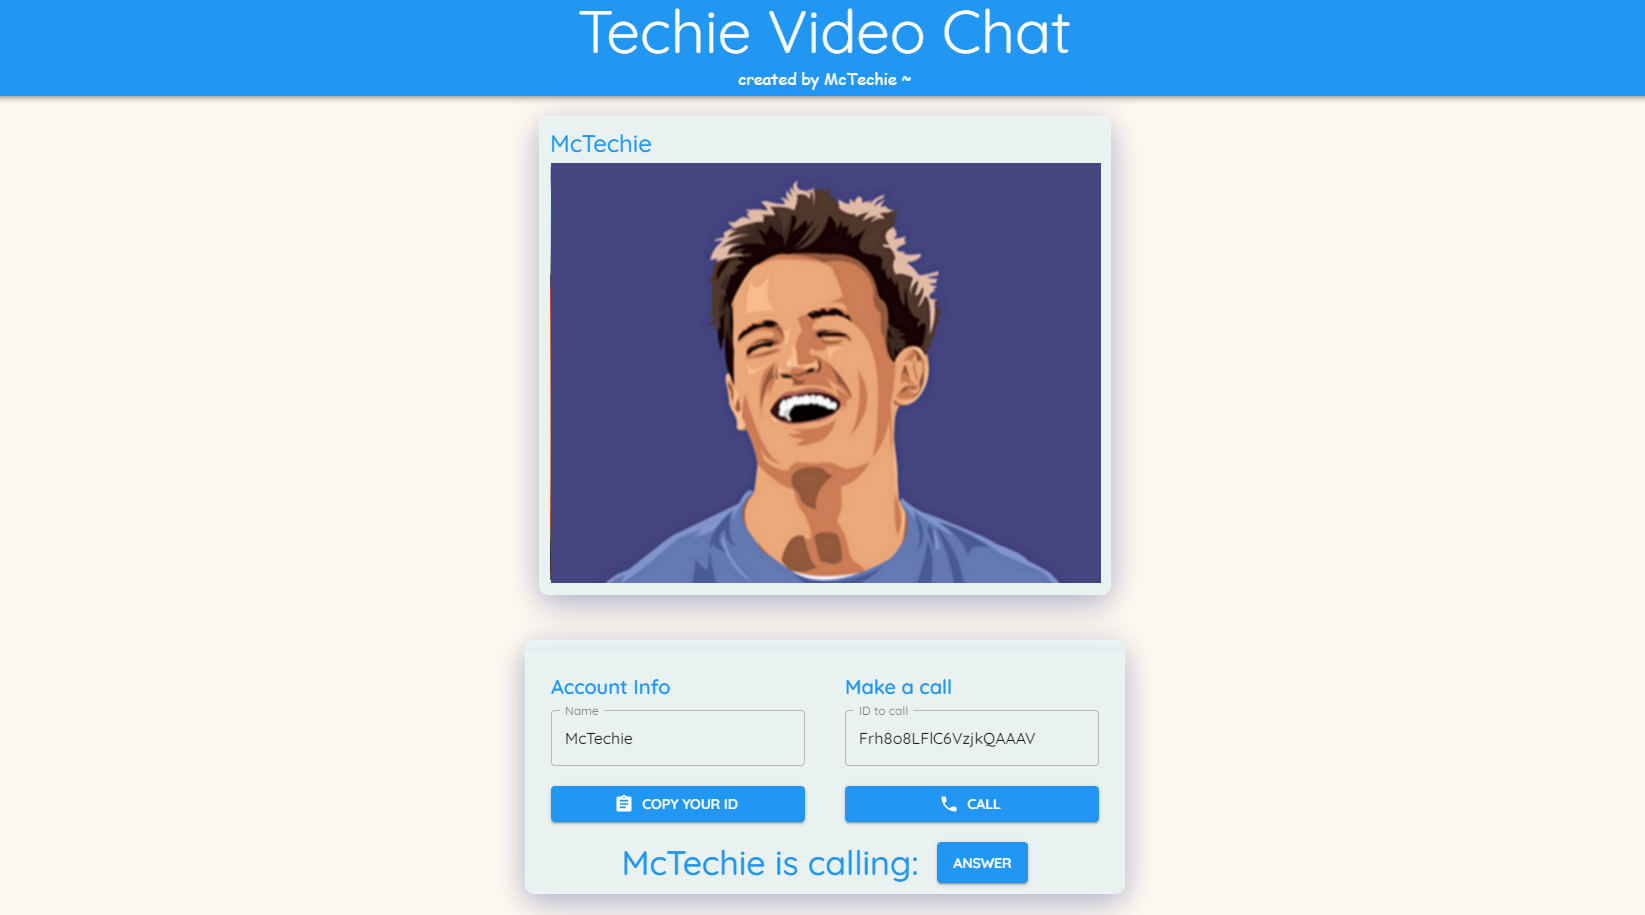 Techie Video Chat
created by McTechie ~
McTechie
Account Info
Name
McTechie
COPY YOUR ID
Make a call
ID to call
Frh8o8LFlC6VzjkQAAAV
CALL
McTechie is calling:
ANSWER